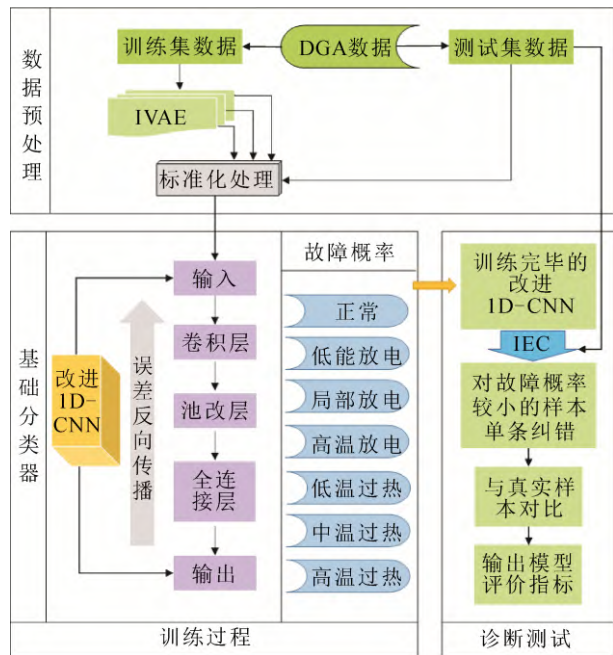 数据预处理
训练集数据
DGA数据
测试集数据
IVAE
标准化处理
基础分类器
改进
1D-
CNN
误差反向传播
输入
卷积层
池改层
全连
接层
输出
故障概率
正常
低能放电
局部放电
高温放电
低温过热
中温过热
高温过热
训练过程
训练完毕的
改进
1D-CNN
IEC
对故障概率
较小的样本
单条纠错
与真实样
本对比
输出模型
评价指标
诊断测试